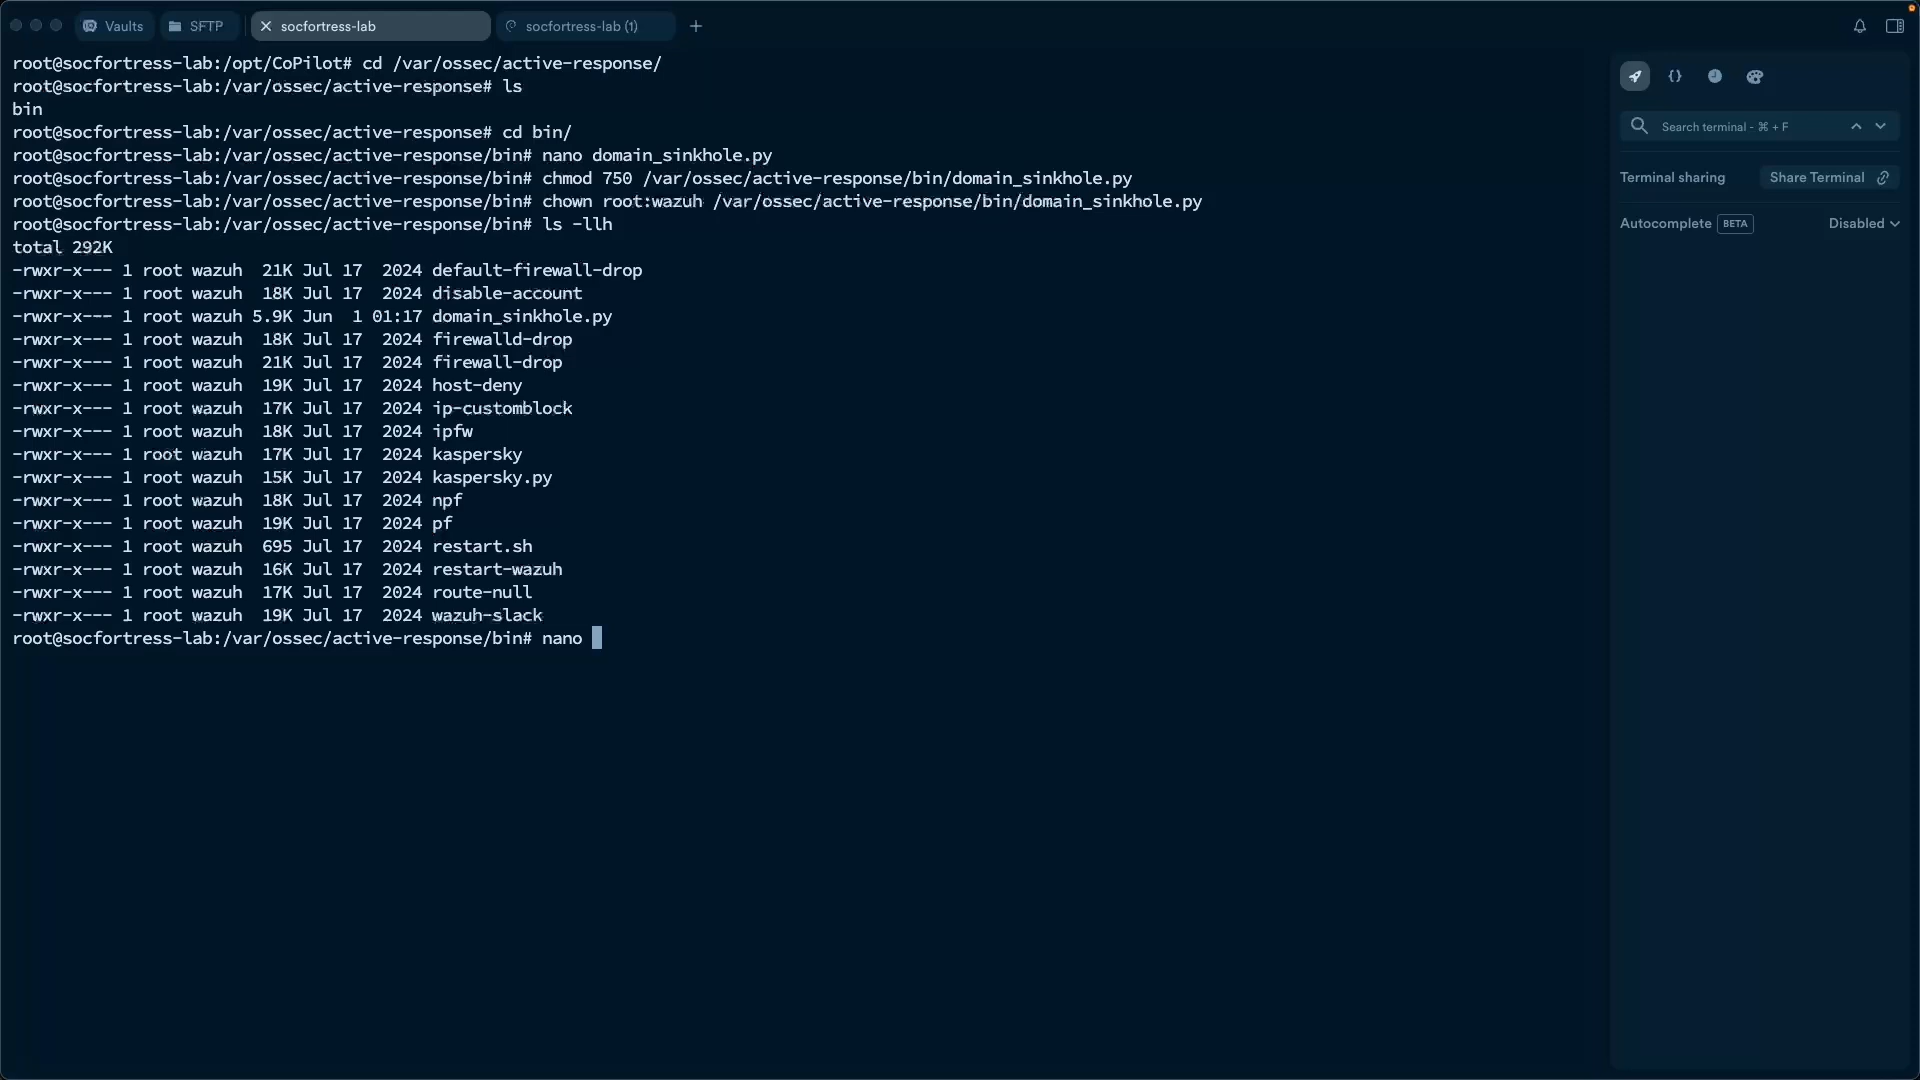 Vaults
SFTP
socfortress-lab
socfortress-lab (1)
root@socfortress-lab:/opt/CoPilot# cd /var/ossec/active-response/
root@socfortress-lab:/var/ossec/active-response# ls
bin
root@socfortress-lab:/var/ossec/active-response# cd bin/
root@socfortress-lab:/var/ossec/active-response/bin# nano domain_sinkhole.py
root@socfortress-lab:/var/ossec/active-response/bin# chmod 750 /var/ossec/active-response/bin/domain_sinkhole.py
root@socfortress-lab:/var/ossec/active-response/bin# chown root:wazuh /var/ossec/active-response/bin/domain_sinkhole.py
root@socfortress-lab:/var/ossec/active-response/bin# ls -llh
total 292K
-rwxr-x--- 1 root wazuh  21K Jul 17  2024 default-firewall-drop
-rwxr-x--- 1 root wazuh  18K Jul 17  2024 disable-account
-rwxr-x--- 1 root wazuh 5.9K Jun  1 01:17 domain_sinkhole.py
-rwxr-x--- 1 root wazuh  18K Jul 17  2024 firewalld-drop
-rwxr-x--- 1 root wazuh  21K Jul 17  2024 firewall-drop
-rwxr-x--- 1 root wazuh  19K Jul 17  2024 host-deny
-rwxr-x--- 1 root wazuh  17K Jul 17  2024 ip-customblock
-rwxr-x--- 1 root wazuh  18K Jul 17  2024 ipfw
-rwxr-x--- 1 root wazuh  17K Jul 17  2024 kaspersky
-rwxr-x--- 1 root wazuh  15K Jul 17  2024 kaspersky.py
-rwxr-x--- 1 root wazuh  18K Jul 17  2024 npf
-rwxr-x--- 1 root wazuh  19K Jul 17  2024 pf
-rwxr-x--- 1 root wazuh  695 Jul 17  2024 restart.sh
-rwxr-x--- 1 root wazuh  16K Jul 17  2024 restart-wazuh
-rwxr-x--- 1 root wazuh  17K Jul 17  2024 route-null
-rwxr-x--- 1 root wazuh  19K Jul 17  2024 wazuh-slack
root@socfortress-lab:/var/ossec/active-response/bin# nano
Search terminal - ⌘ + F
Terminal sharing
Share Terminal
Autocomplete BETA
Disabled